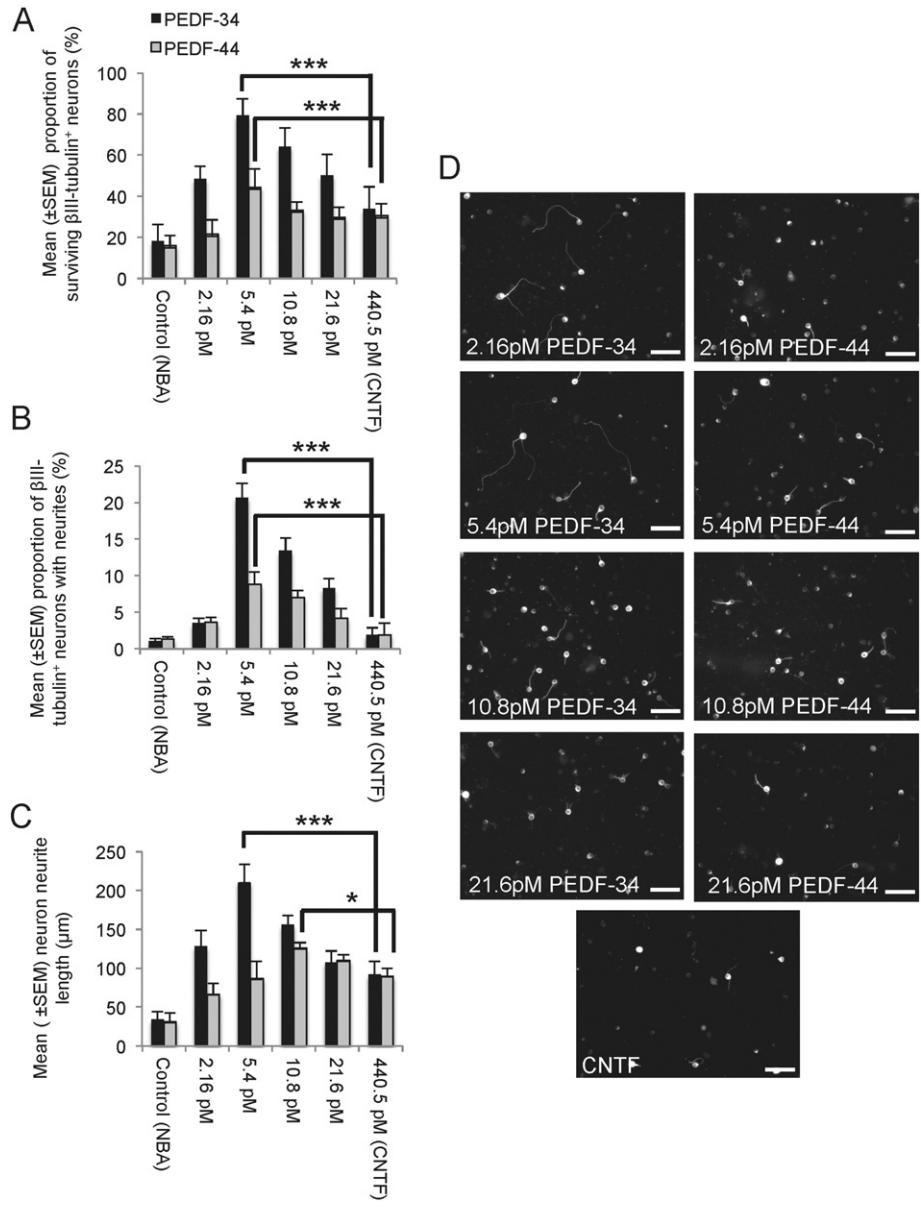 A
PEDF-34
PEDF-44
Mean (±SEM) proportion of
surviving βIII-tubulin⁺ neurons (%)
100
80
60
40
20
0
***
***
Control (NBA)
2.16 pM
5.4 pM
10.8 pM
21.6 pM
440.5 pM (CNTF)
B
Mean (±SEM) proportion of βIII-
tubulin⁺ neurons with neurites (%)
25
20
15
10
5
0
***
***
Control (NBA)
2.16 pM
5.4 pM
10.8 pM
21.6 pM
440.5 pM (CNTF)
C
Mean ( ±SEM) neuron neurite
length (µm)
250
200
150
100
50
0
***
*
Control (NBA)
2.16 pM
5.4 pM
10.8 pM
21.6 pM
440.5 pM (CNTF)
D
2.16pM PEDF-34
2.16pM PEDF-44
5.4pM PEDF-34
5.4pM PEDF-44
10.8pM PEDF-34
10.8pM PEDF-44
21.6pM PEDF-34
21.6pM PEDF-44
CNTF